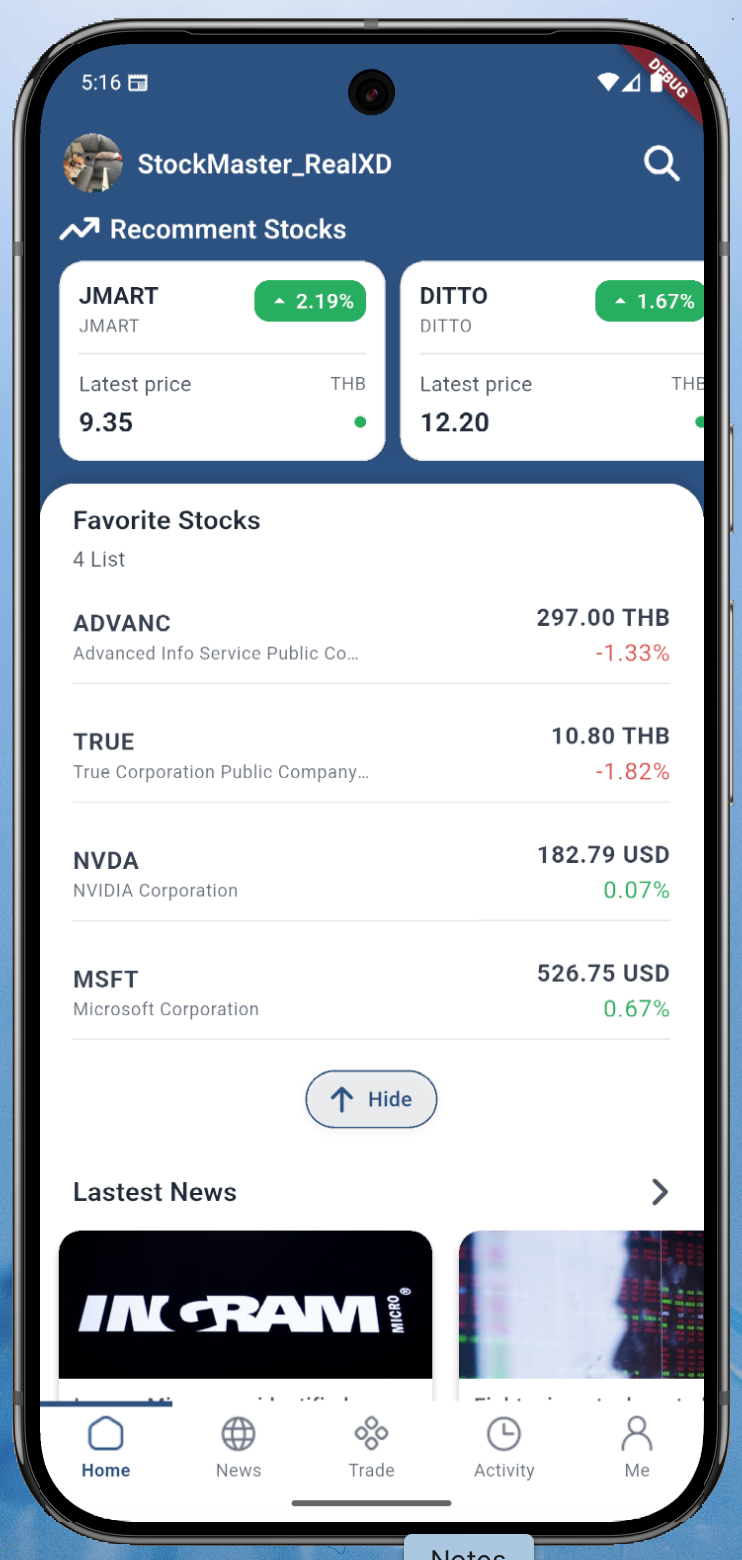 5:16
DEBUG
StockMaster_RealXD
Recomment Stocks
JMART
2.19%
JMART
Latest price THB
9.35
DITTO
1.67%
DITTO
Latest price THB
12.20
Favorite Stocks
4 List
ADVANC 297.00 THB
Advanced Info Service Public Co... -1.33%
TRUE 10.80 THB
True Corporation Public Company... -1.82%
NVDA 182.79 USD
NVIDIA Corporation 0.07%
MSFT 526.75 USD
Microsoft Corporation 0.67%
Hide
Lastest News
INGRAM MICRO®
Home News Trade Activity Me
Notes